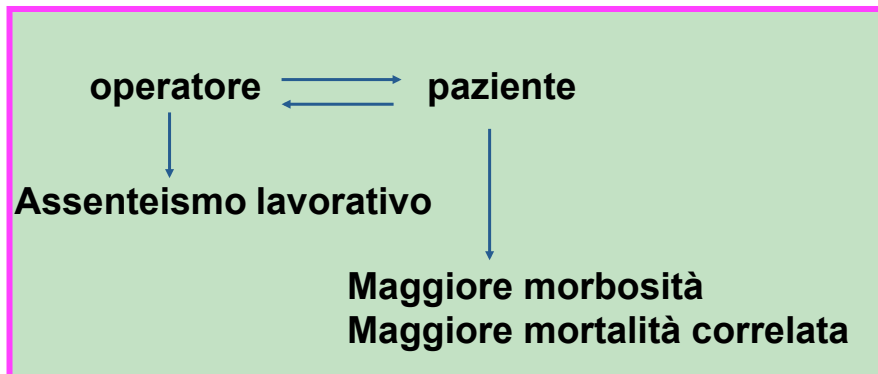 operatore paziente
Assenteismo lavorativo
Maggiore morbosità
Maggiore mortalità correlata